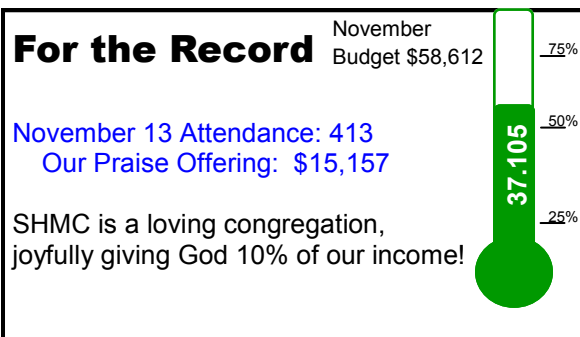 For the Record
November
Budget $58,612
November 13 Attendance: 413
Our Praise Offering: $15,157
SHMC is a loving congregation,
joyfully giving God 10% of our income!
75%
50%
25%
37.105